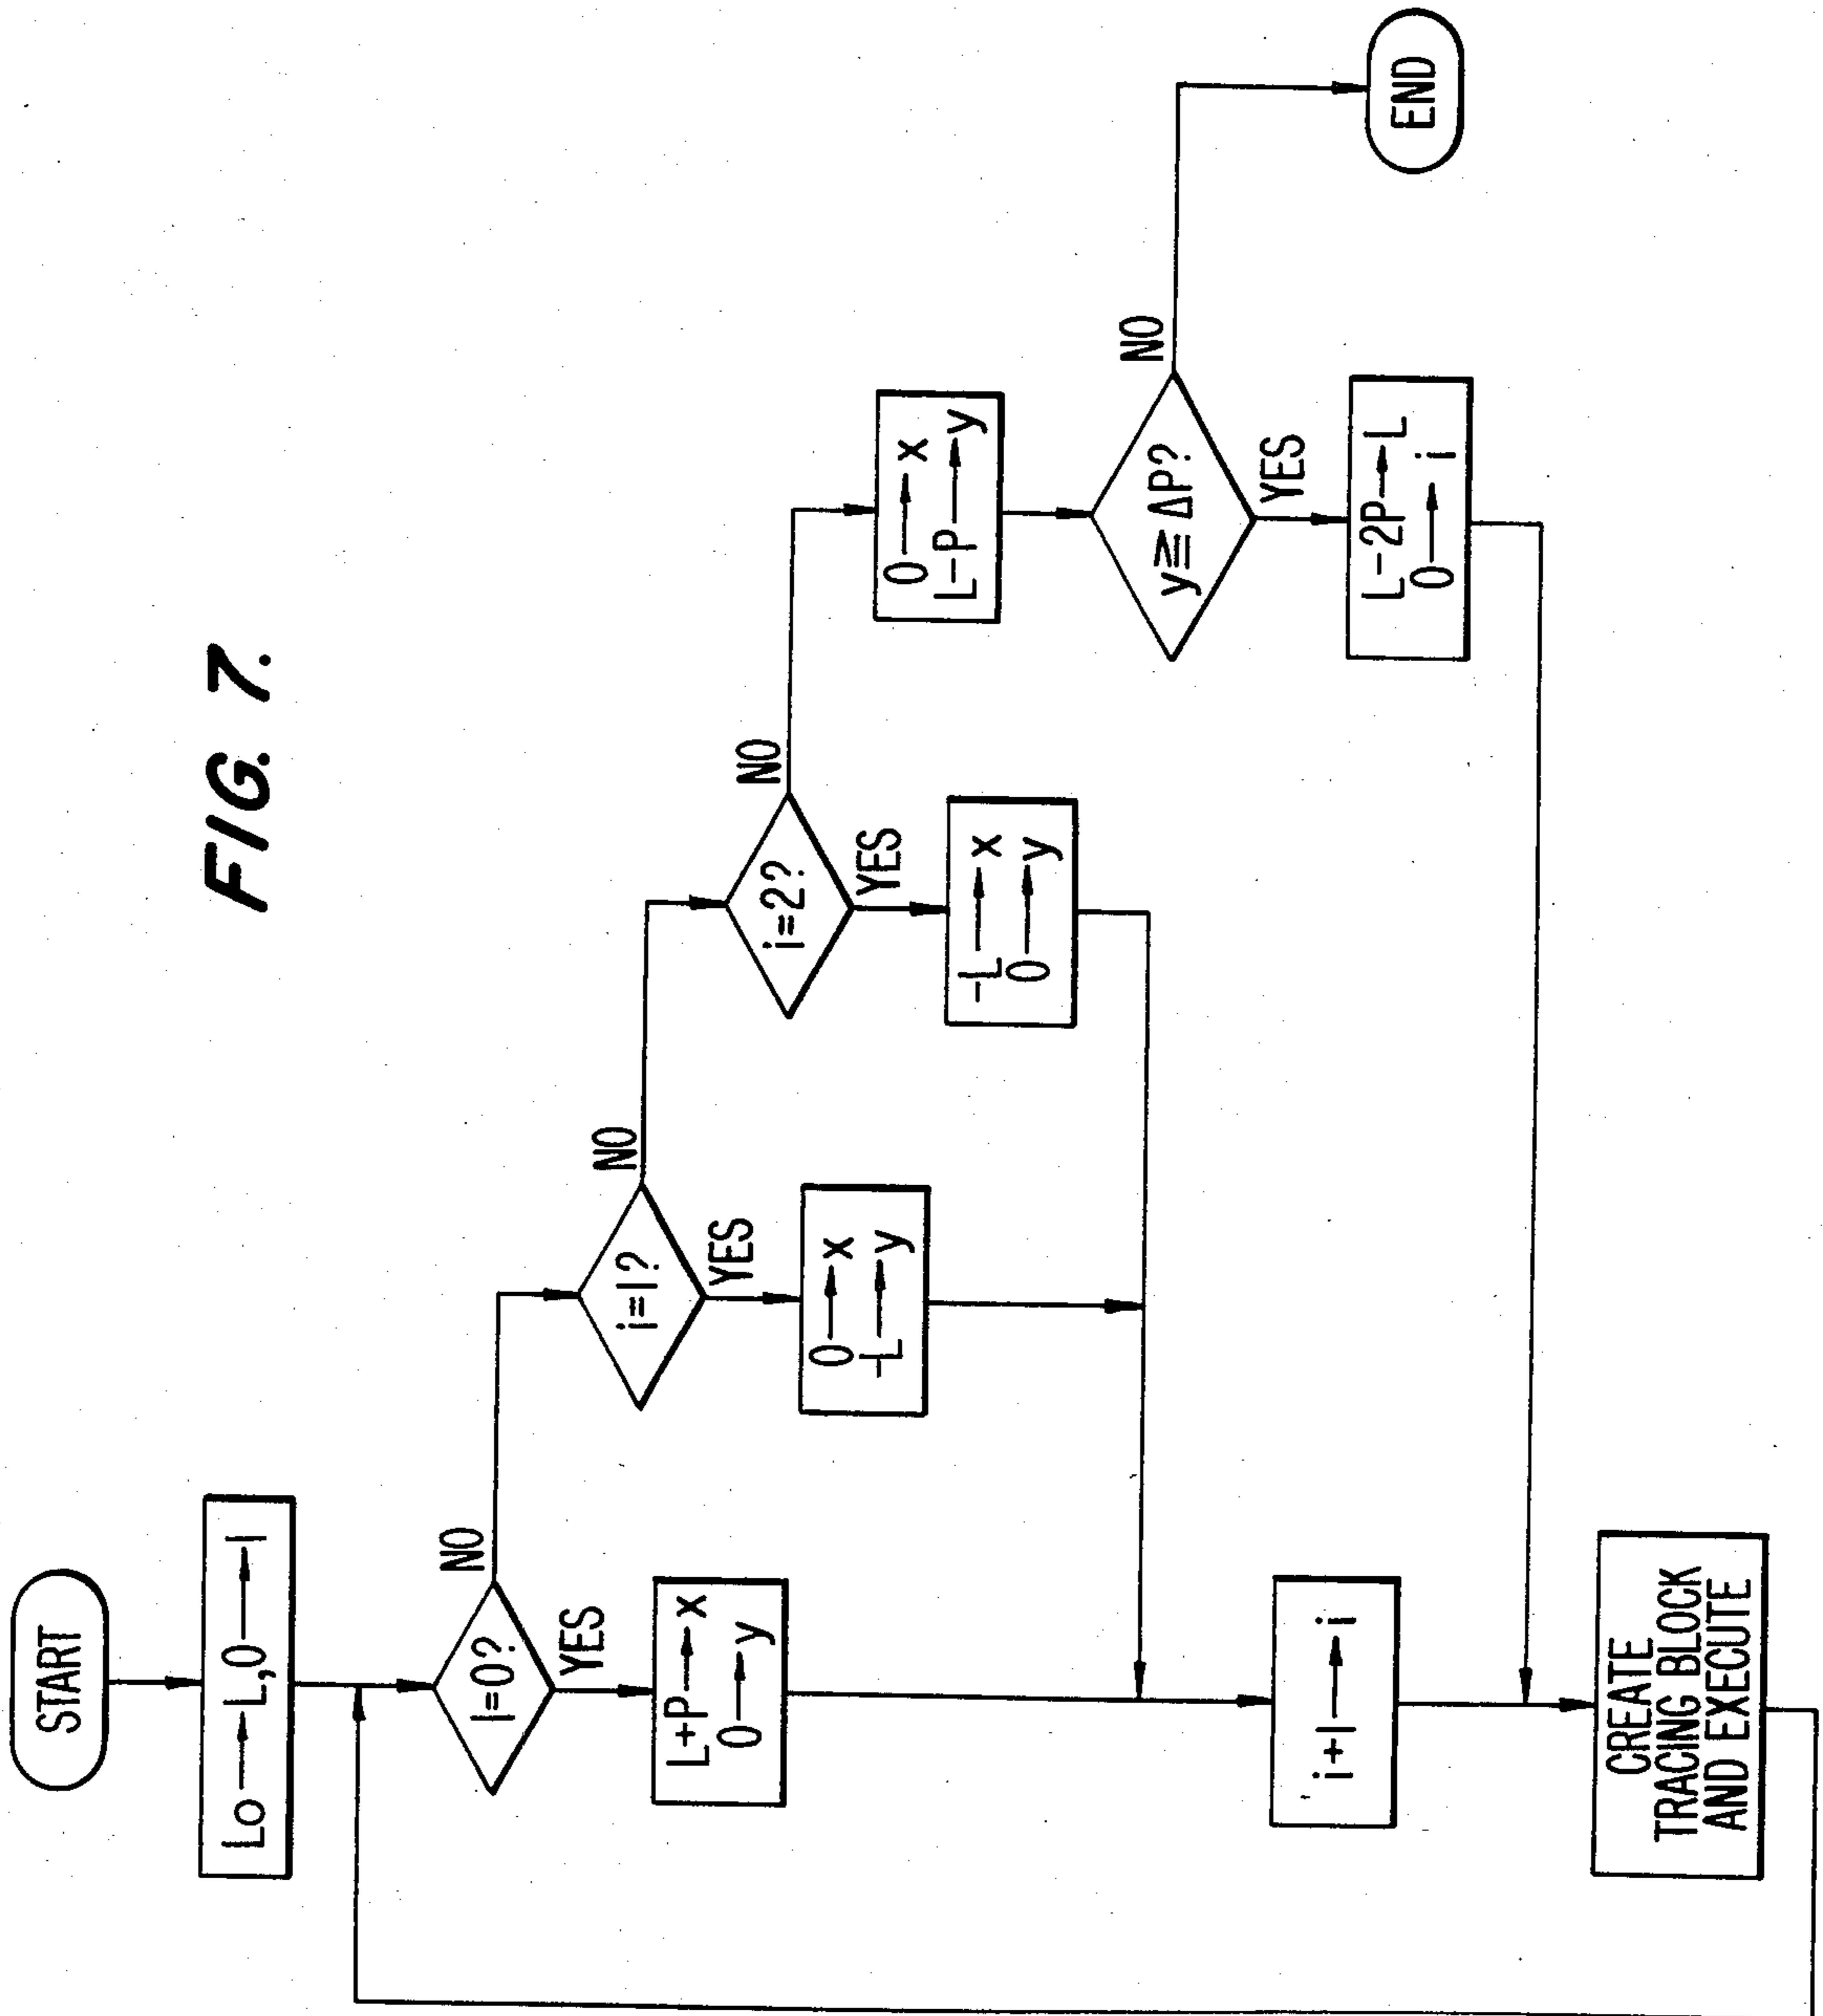 FIG. 7.
START
Lo→L,0→I
I=0?
NO
YES
L+P→x
0→y
i=1?
NO
YES
0→x
-L→y
i=2?
NO
YES
-L→x
0→y
0→x
L-P→y
y≧ΔP?
NO
YES
L-2P→L
0→i
END
i+1→i
CREATE
TRACING BLOCK
AND EXECUTE